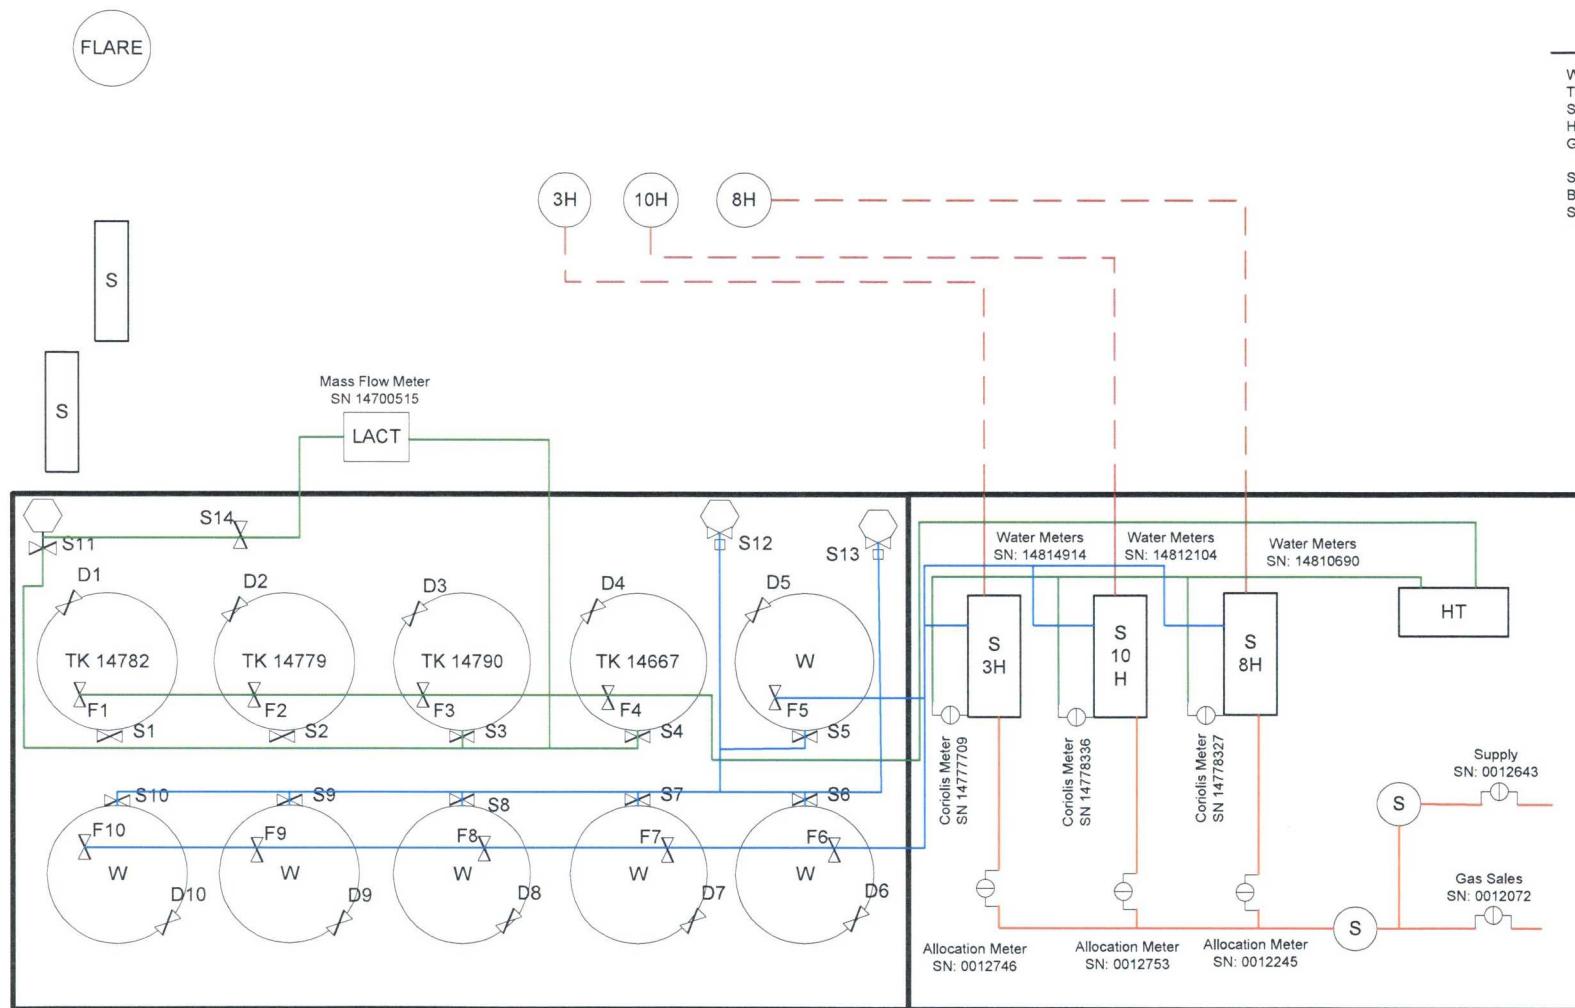 FLARE
W
T
S
H
G
S
B
S
3H
10H
8H
S
S
Mass Flow Meter
SN 14700515
LACT
S14
S11
S12
S13
Water Meters
SN: 14814914
Water Meters
SN: 14812104
Water Meters
SN: 14810690
D1
D2
D3
D4
D5
TK 14782
TK 14779
TK 14790
TK 14667
W
F1
F2
F3
F4
F5
S1
S2
S3
S4
S5
S
3H
S
10
H
S
8H
HT
Coriolis Meter
SN 14777709
Coriolis Meter
SN 14778336
Coriolis Meter
SN 14778327
S10
S9
S8
S7
S6
F10
F9
F8
F7
F6
W
W
W
W
W
D10
D9
D8
D7
D6
Supply
SN: 0012643
S
Gas Sales
SN: 0012072
S
Allocation Meter
SN: 0012746
Allocation Meter
SN: 0012753
Allocation Meter
SN: 0012245